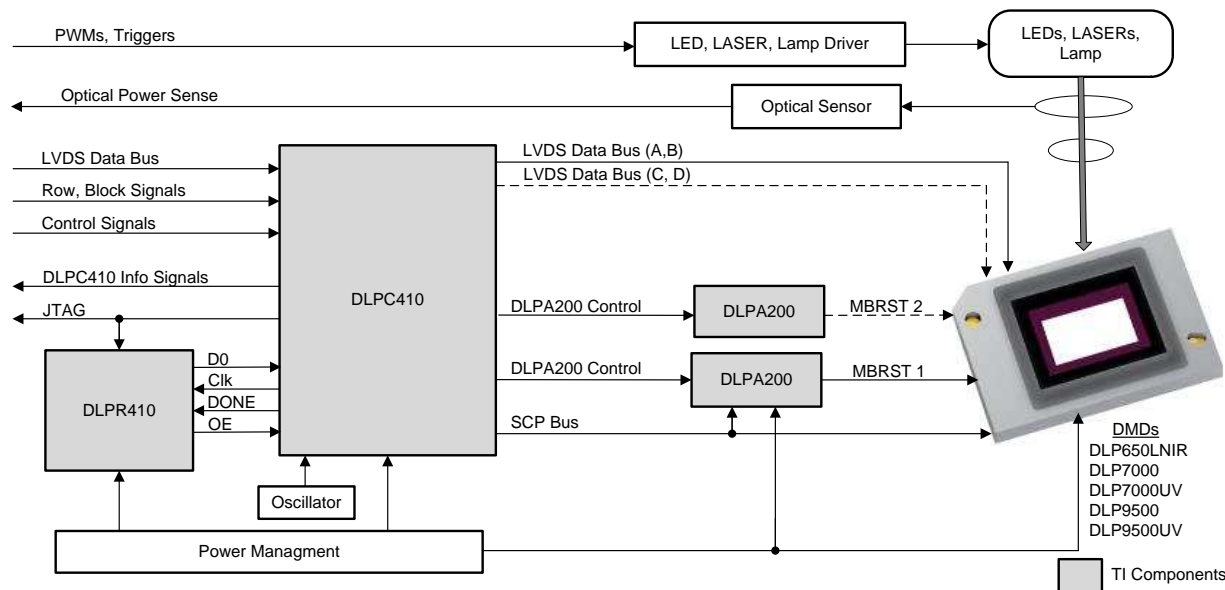 PWMs, Triggers
LED, LASER, Lamp Driver
LEDs, LASERs,
Lamp
Optical Power Sense
Optical Sensor
LVDS Data Bus
Row, Block Signals
Control Signals
DLPC410 Info Signals
JTAG
DLPC410
LVDS Data Bus (A,B)
LVDS Data Bus (C, D)
DLPA200 Control
DLPA200
MBRST 2
DLPA200 Control
DLPA200
MBRST 1
SCP Bus
DLPR410
D0
Clk
DONE
OE
Oscillator
Power Managment
DMDs
DLP650LNIR
DLP7000
DLP7000UV
DLP9500
DLP9500UV
TI Components